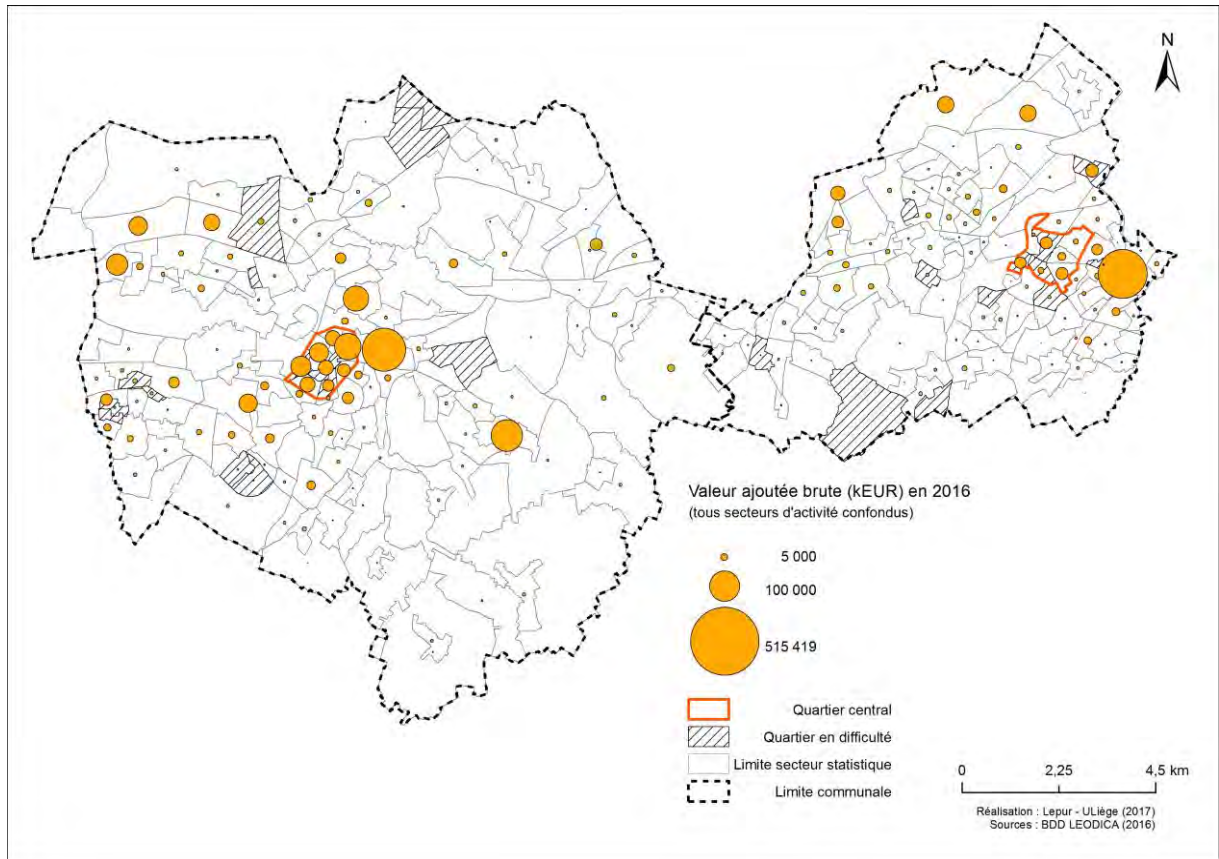 N
Valeur ajoutée brute (kEUR) en 2016
(tous secteurs d'activité confondus)
5 000
100 000
515 419
Quartier central
Quartier en difficulté
Limite secteur statistique
Limite communale
0 2,25 4,5 km
Réalisation : Lepur - ULiège (2017)
Sources : BDD LEODICA (2016)